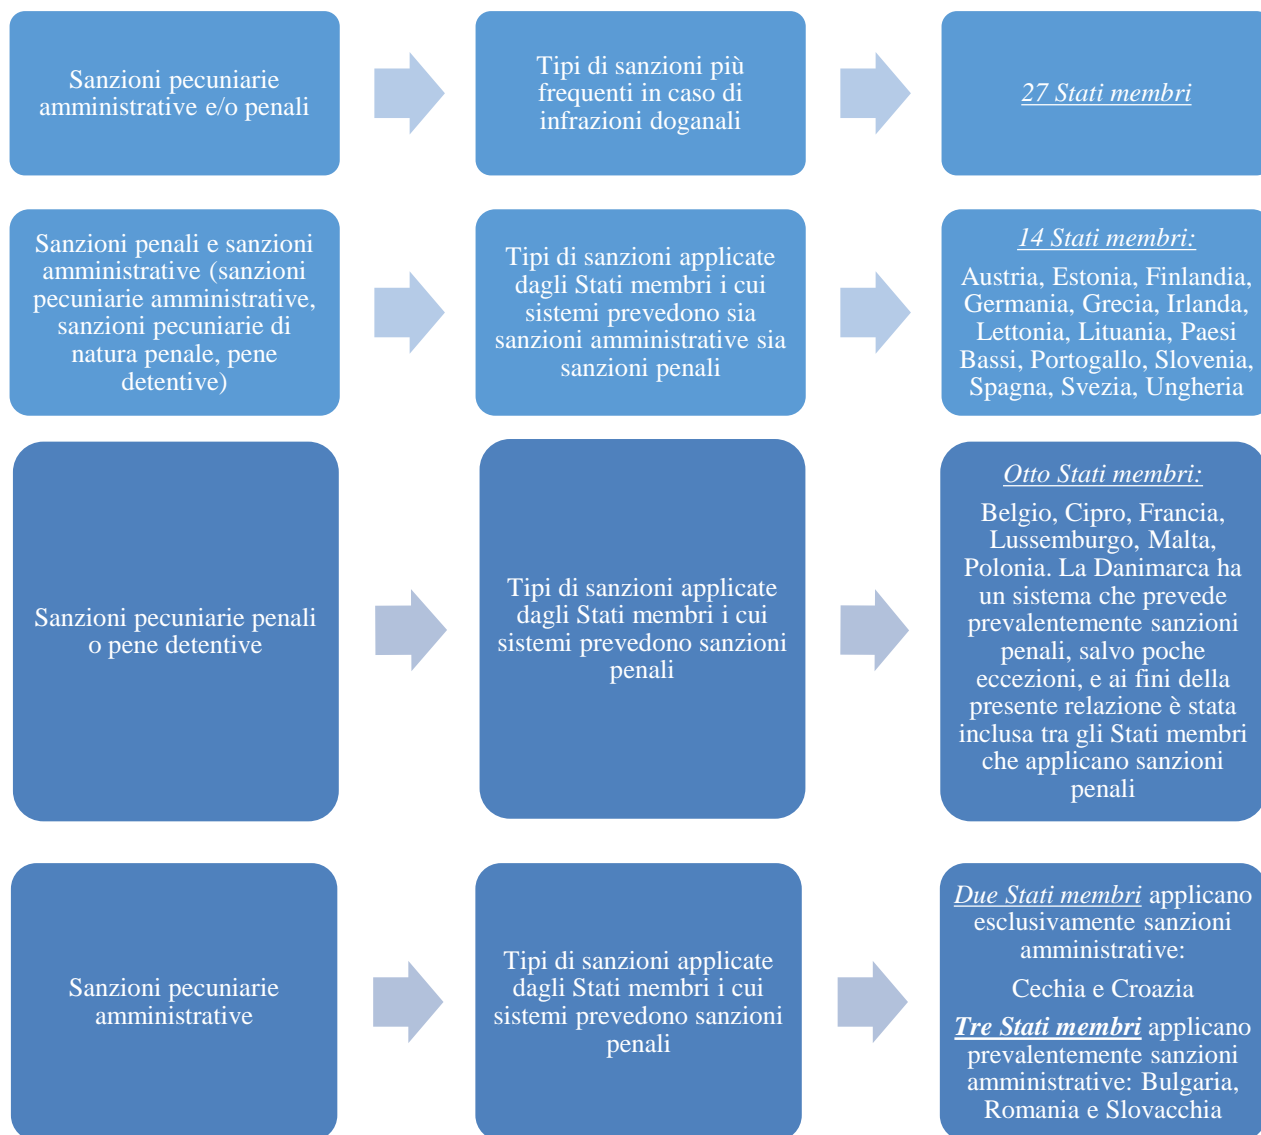 Sanzioni pecuniarie
amministrative e/o penali
Tipi di sanzioni più
frequenti in caso di
infrazioni doganali
27 Stati membri
Sanzioni penali e sanzioni
amministrative (sanzioni
pecuniarie amministrative,
sanzioni pecuniarie di
natura penale, pene
detentive)
Tipi di sanzioni applicate
dagli Stati membri i cui
sistemi prevedono sia
sanzioni amministrative sia
sanzioni penali
14 Stati membri:
Austria, Estonia, Finlandia,
Germania, Grecia, Irlanda,
Lettonia, Lituania, Paesi
Bassi, Portogallo, Slovenia,
Spagna, Svezia, Ungheria
Sanzioni pecuniarie penali
o pene detentive
Tipi di sanzioni applicate
dagli Stati membri i cui
sistemi prevedono sanzioni
penali
Otto Stati membri:
Belgio, Cipro, Francia,
Lussemburgo, Malta,
Polonia. La Danimarca ha
un sistema che prevede
prevalentemente sanzioni
penali, salvo poche
eccezioni, e ai fini della
presente relazione è stata
inclusa tra gli Stati membri
che applicano sanzioni
penali
Sanzioni pecuniarie
amministrative
Tipi di sanzioni applicate
dagli Stati membri i cui
sistemi prevedono sanzioni
penali
Due Stati membri applicano
esclusivamente sanzioni
amministrative:
Cechia e Croazia
Tre Stati membri applicano
prevalentemente sanzioni
amministrative: Bulgaria,
Romania e Slovacchia